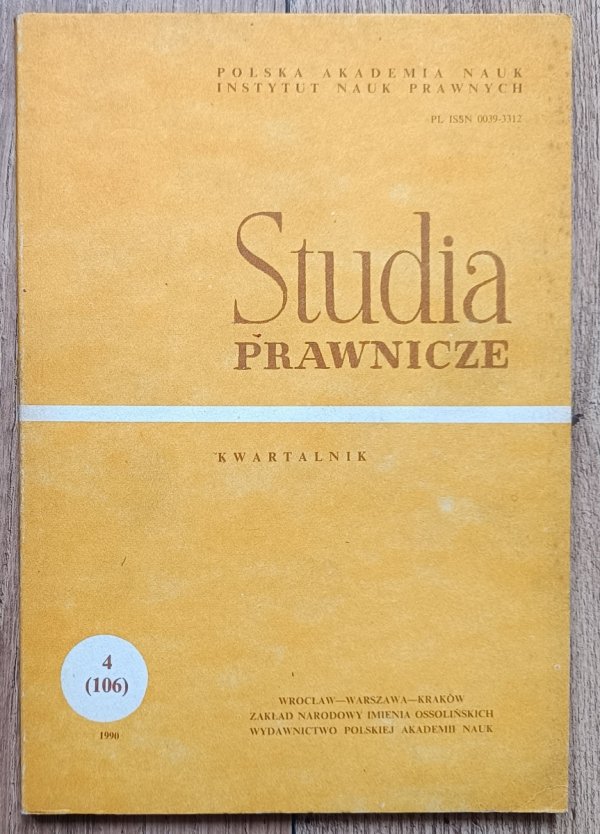 POLSKA AKADEMIA NAUK
INSTYTUT NAUK PRAWNYCH
PL ISSN 0039-3312
Studia
PRAWNICZE
KWARTALNIK
4
(106)
1990
WROCŁAW—WARSZAWA—KRAKÓW
ZAKŁAD NARODOWY IMIENIA OSSOLIŃSKICH
WYDAWNICTWO POLSKIEJ AKADEMII NAUK